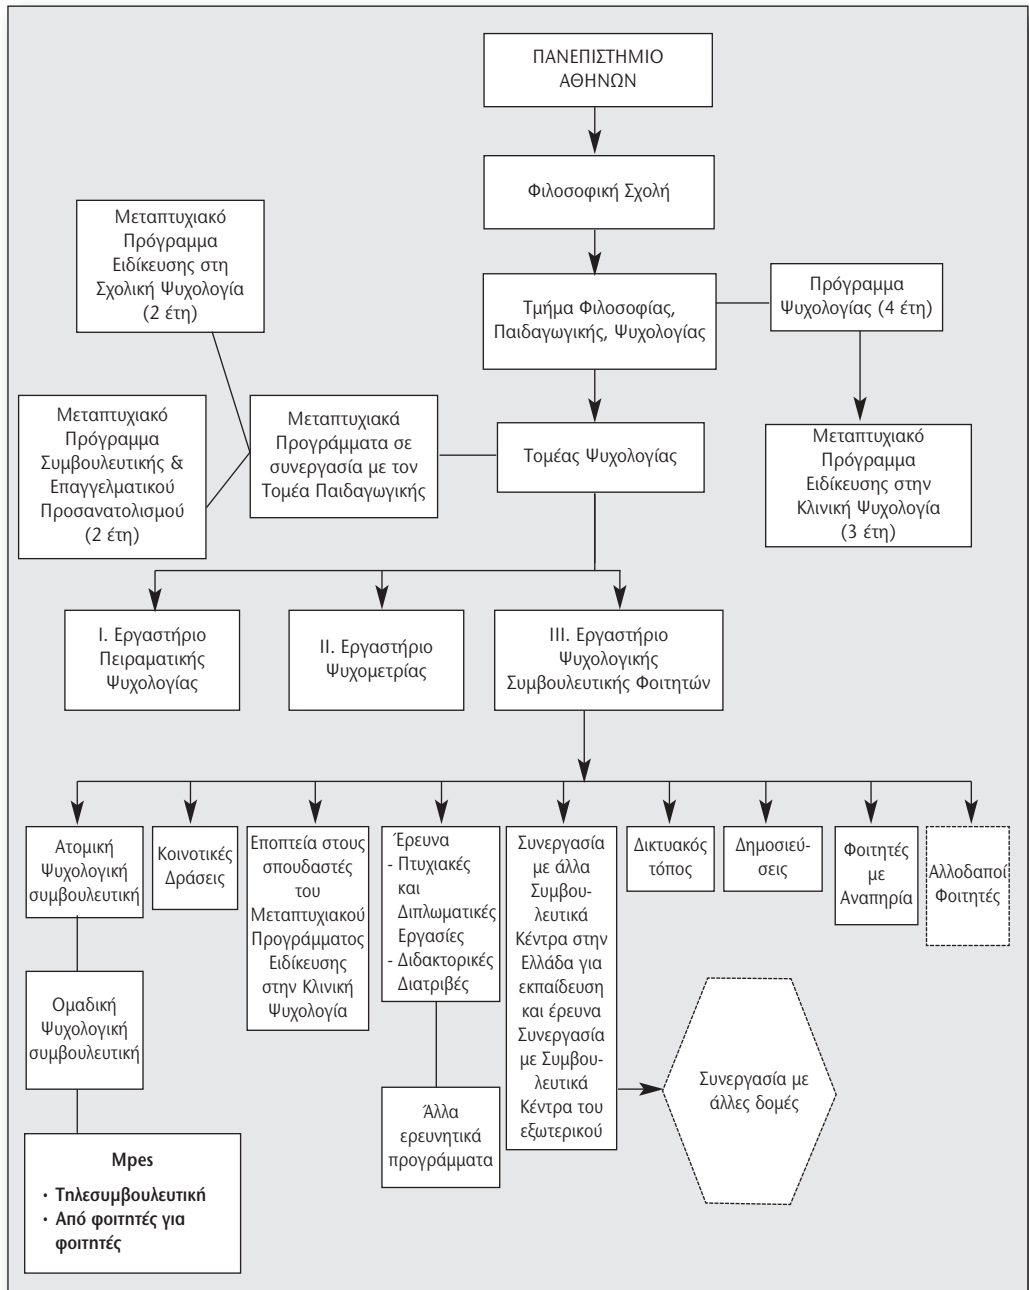 ΠΑΝΕΠΙΣΤΗΜΙΟ
ΑΘΗΝΩΝ
Φιλοσοφική Σχολή
Μεταπτυχιακό
Πρόγραμμα
Ειδίκευσης στη
Σχολική Ψυχολογία
(2 έτη)
Τμήμα Φιλοσοφίας,
Παιδαγωγικής, Ψυχολογίας
Πρόγραμμα
Ψυχολογίας (4 έτη)
Μεταπτυχιακό
Πρόγραμμα
Συμβουλευτικής &
Επαγγελματικού
Προσανατολισμού
(2 έτη)
Μεταπτυχιακά
Προγράμματα σε
συνεργασία με τον
Τομέα Παιδαγωγικής
Τομέας Ψυχολογίας
Μεταπτυχιακό
Πρόγραμμα
Ειδίκευσης στην
Κλινική Ψυχολογία
(3 έτη)
Ι. Εργαστήριο
Πειραματικής
Ψυχολογίας
ΙΙ. Εργαστήριο
Ψυχομετρίας
ΙΙΙ. Εργαστήριο
Ψυχολογικής
Συμβουλευτικής Φοιτητών
Ατομική
Ψυχολογική
συμβουλευτική
Κοινοτικές
Δράσεις
Εποπτεία στους
σπουδαστές
του
Μεταπτυχιακού
Προγράμματος
Ειδίκευσης
στην Κλινική
Ψυχολογία
Έρευνα
- Πτυχιακές
και
Διπλωματικές
Εργασίες
- Διδακτορικές
Διατριβές
Συνεργασία
με άλλα
Συμβου-
λευτικά
Κέντρα στην
Ελλάδα για
εκπαίδευση
και έρευνα
Συνεργασία
με Συμβου-
λευτικά
Κέντρα του
εξωτερικού
Δικτυακός
τόπος
Δημοσιεύ-
σεις
Φοιτητές
με
Αναπηρία
Αλλοδαποί
Φοιτητές
Ομαδική
Ψυχολογική
συμβουλευτική
Άλλα
ερευνητικά
προγράμματα
Συνεργασία με
άλλες δομές
Mpes
• Τηλεσυμβουλευτική
• Από φοιτητές για
φοιτητές